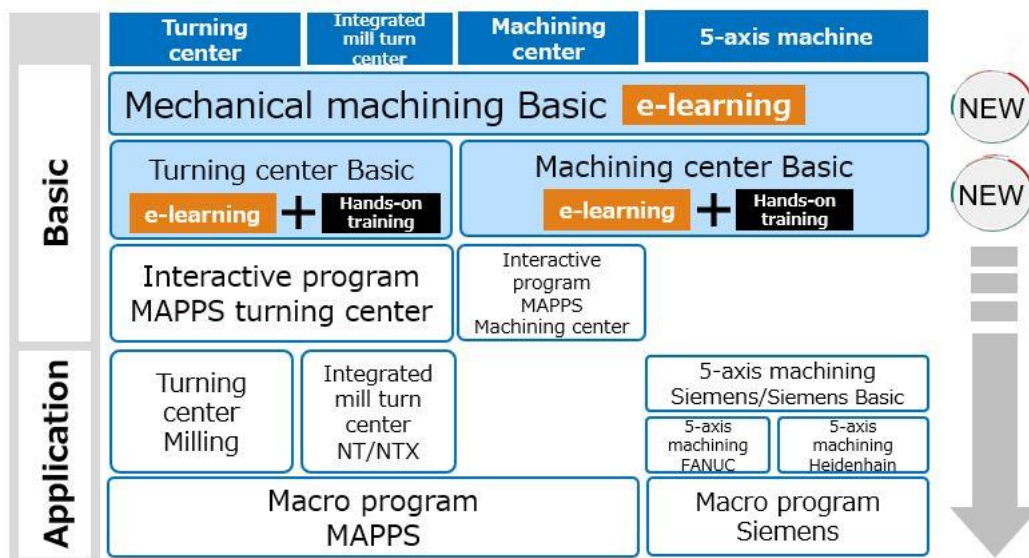 Turning
center
Integrated
mill turn
center
Machining
center
5-axis machine
Basic
Mechanical machining Basic e-learning
NEW
Turning center Basic
e-learning + Hands-on
training
Machining center Basic
e-learning + Hands-on
training
NEW
Interactive program
MAPPS turning center
Interactive
program
MAPPS
Machining center
Application
Turning
center
Milling
Integrated
mill turn
center
NT/NTX
5-axis machining
Siemens/Siemens Basic
5-axis
machining
FANUC
5-axis
machining
Heidenhain
Macro program
MAPPS
Macro program
Siemens